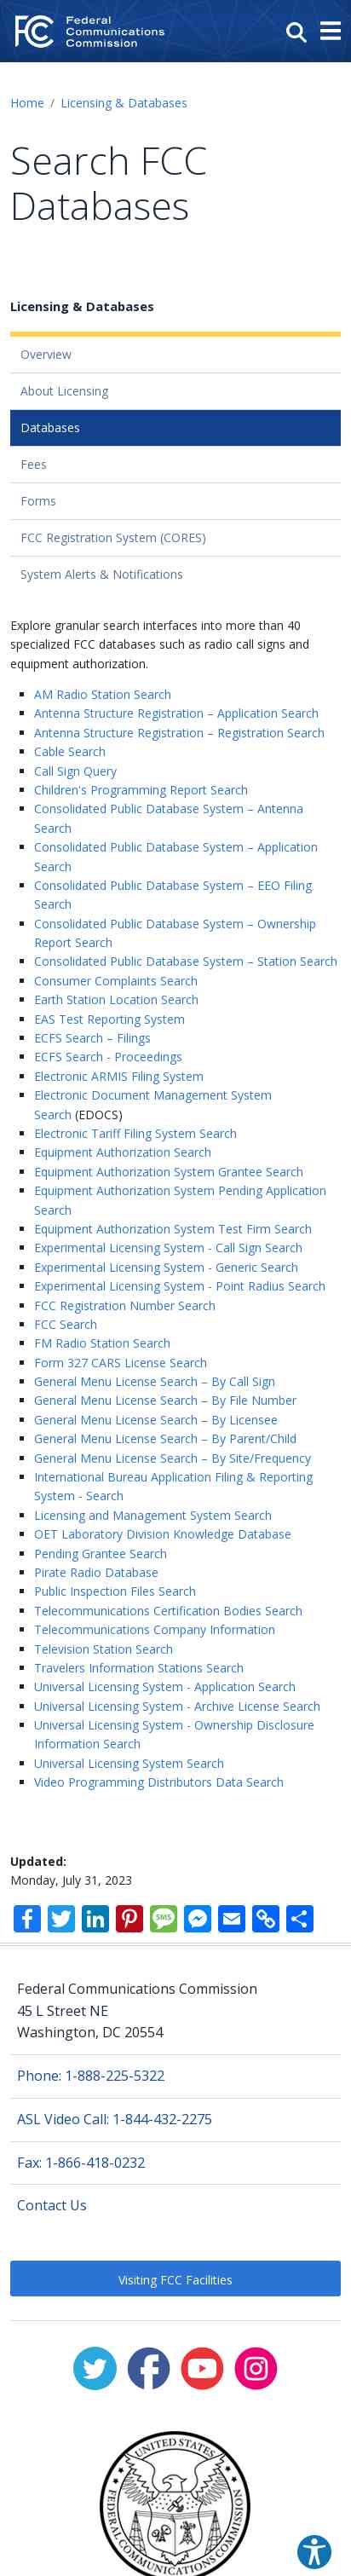 FCC
Federal
Communications
Commission
Home / Licensing & Databases
Search FCC
Databases
Licensing & Databases
Overview
About Licensing
Databases
Fees
Forms
FCC Registration System (CORES)
System Alerts & Notifications
Explore granular search interfaces into more than 40
specialized FCC databases such as radio call signs and
equipment authorization.
AM Radio Station Search
Antenna Structure Registration – Application Search
Antenna Structure Registration – Registration Search
Cable Search
Call Sign Query
Children's Programming Report Search
Consolidated Public Database System – Antenna
Search
Consolidated Public Database System – Application
Search
Consolidated Public Database System – EEO Filing
Search
Consolidated Public Database System – Ownership
Report Search
Consolidated Public Database System – Station Search
Consumer Complaints Search
Earth Station Location Search
EAS Test Reporting System
ECFS Search – Filings
ECFS Search - Proceedings
Electronic ARMIS Filing System
Electronic Document Management System
Search (EDOCS)
Electronic Tariff Filing System Search
Equipment Authorization Search
Equipment Authorization System Grantee Search
Equipment Authorization System Pending Application
Search
Equipment Authorization System Test Firm Search
Experimental Licensing System - Call Sign Search
Experimental Licensing System - Generic Search
Experimental Licensing System - Point Radius Search
FCC Registration Number Search
FCC Search
FM Radio Station Search
Form 327 CARS License Search
General Menu License Search – By Call Sign
General Menu License Search – By File Number
General Menu License Search – By Licensee
General Menu License Search – By Parent/Child
General Menu License Search – By Site/Frequency
International Bureau Application Filing & Reporting
System - Search
Licensing and Management System Search
OET Laboratory Division Knowledge Database
Pending Grantee Search
Pirate Radio Database
Public Inspection Files Search
Telecommunications Certification Bodies Search
Telecommunications Company Information
Television Station Search
Travelers Information Stations Search
Universal Licensing System - Application Search
Universal Licensing System - Archive License Search
Universal Licensing System - Ownership Disclosure
Information Search
Universal Licensing System Search
Video Programming Distributors Data Search
Updated:
Monday, July 31, 2023
SMS
Federal Communications Commission
45 L Street NE
Washington, DC 20554
Phone: 1-888-225-5322
ASL Video Call: 1-844-432-2275
Fax: 1-866-418-0232
Contact Us
Visiting FCC Facilities
FEDERAL COMMUNICATIONS COMMISSION